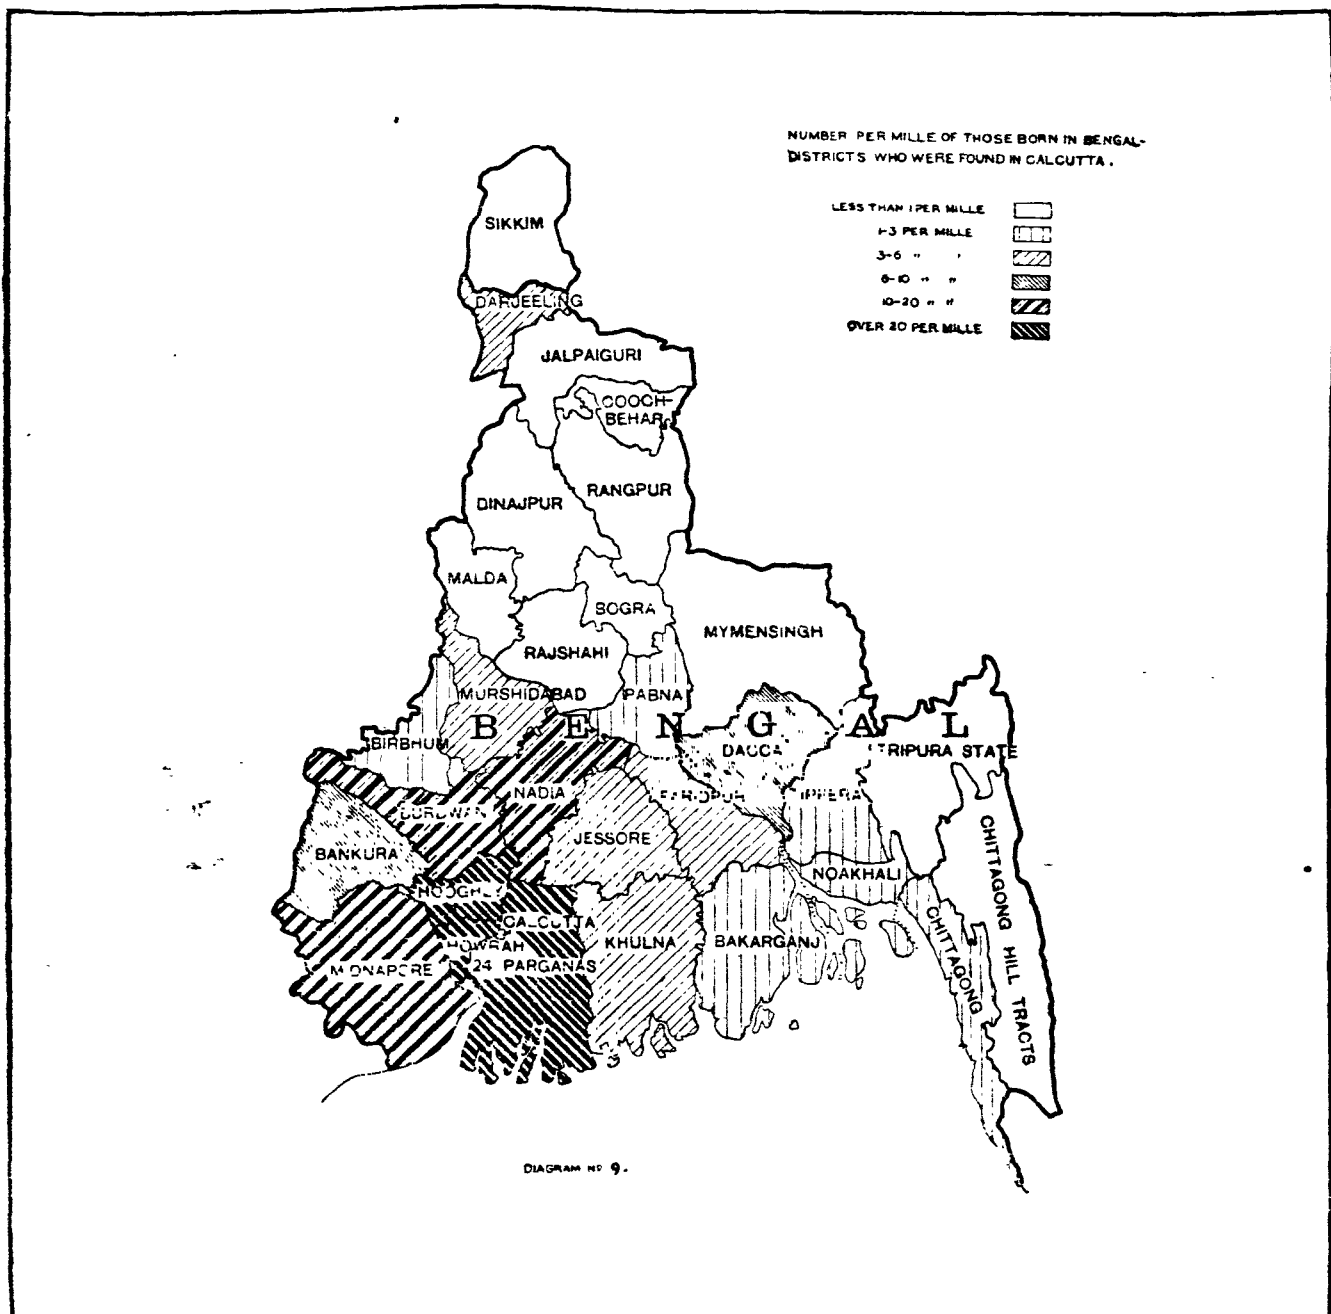 NUMBER PER MILLE OF THOSE BORN IN BENGAL-
DISTRICTS WHO WERE FOUND IN CALCUTTA.
LESS THAN 1 PER MILLE
1-3 PER MILLE
3-6 " "
6-10 " "
10-20 " "
OVER 20 PER MILLE
SIKKIM
DARJEELING
JALPAIGURI
COOCH-
BEHAR
DINAJPUR
RANGPUR
MALDA
BOGRA
MYMENSINGH
RAJSHAHI
MURSHIDABAD
PABNA
BENGAL
BIRBHUM
DACCA
TRIPURA STATE
NADIA
FARIDPUR
TIPPERA
BURDWAN
JESSORE
BANKURA
NOAKHALI
CHITTAGONG HILL TRACTS
HOOGHLY
CALCUTTA
CHITTAGONG
HOWRAH
KHULNA
BAKARGANJ
MIDNAPORE
24 PARGANAS
DIAGRAM NO 9.